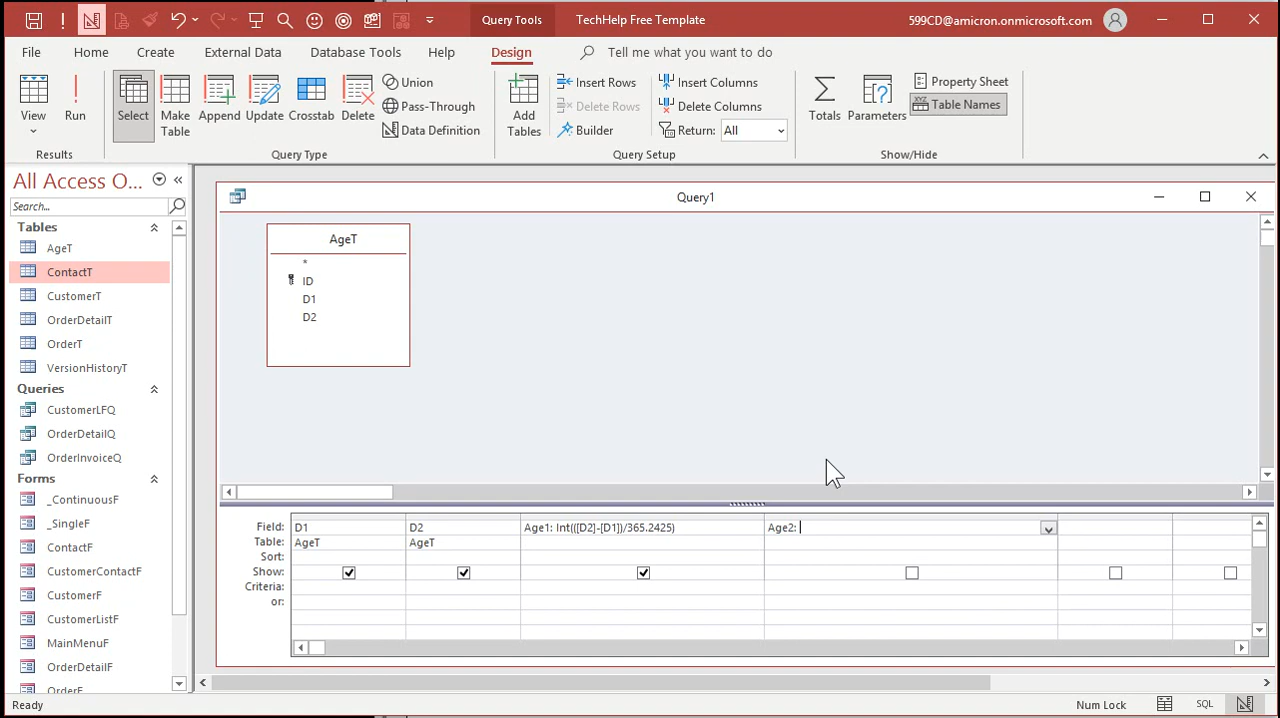 Query Tools
TechHelp Free Template
599CD@amicron.onmicrosoft.com
File Home Create External Data Database Tools Help Design Tell me what you want to do
View
Run
Results
Select
Make Table
Append
Update
Crosstab
Delete
Union
Pass-Through
Data Definition
Query Type
Add Tables
Insert Rows
Delete Rows
Builder
Insert Columns
Delete Columns
Return: All
Query Setup
Totals
Parameters
Property Sheet
XYZ
Table Names
Show/Hide
All Access O...
Search...
Tables
AgeT
ContactT
CustomerT
OrderDetailT
OrderT
VersionHistoryT
Queries
CustomerLFQ
OrderDetailQ
OrderInvoiceQ
Forms
_ContinuousF
_SingleF
ContactF
CustomerContactF
CustomerF
CustomerListF
MainMenuF
OrderDetailF
OrderF
Query1
AgeT
*
ID
D1
D2
Field: D1 D2 Age1: Int(([D2]-[D1])/365.2425) Age2:
Table: AgeT AgeT
Sort:
Show:
Criteria:
or:
Ready
Num Lock
SQL